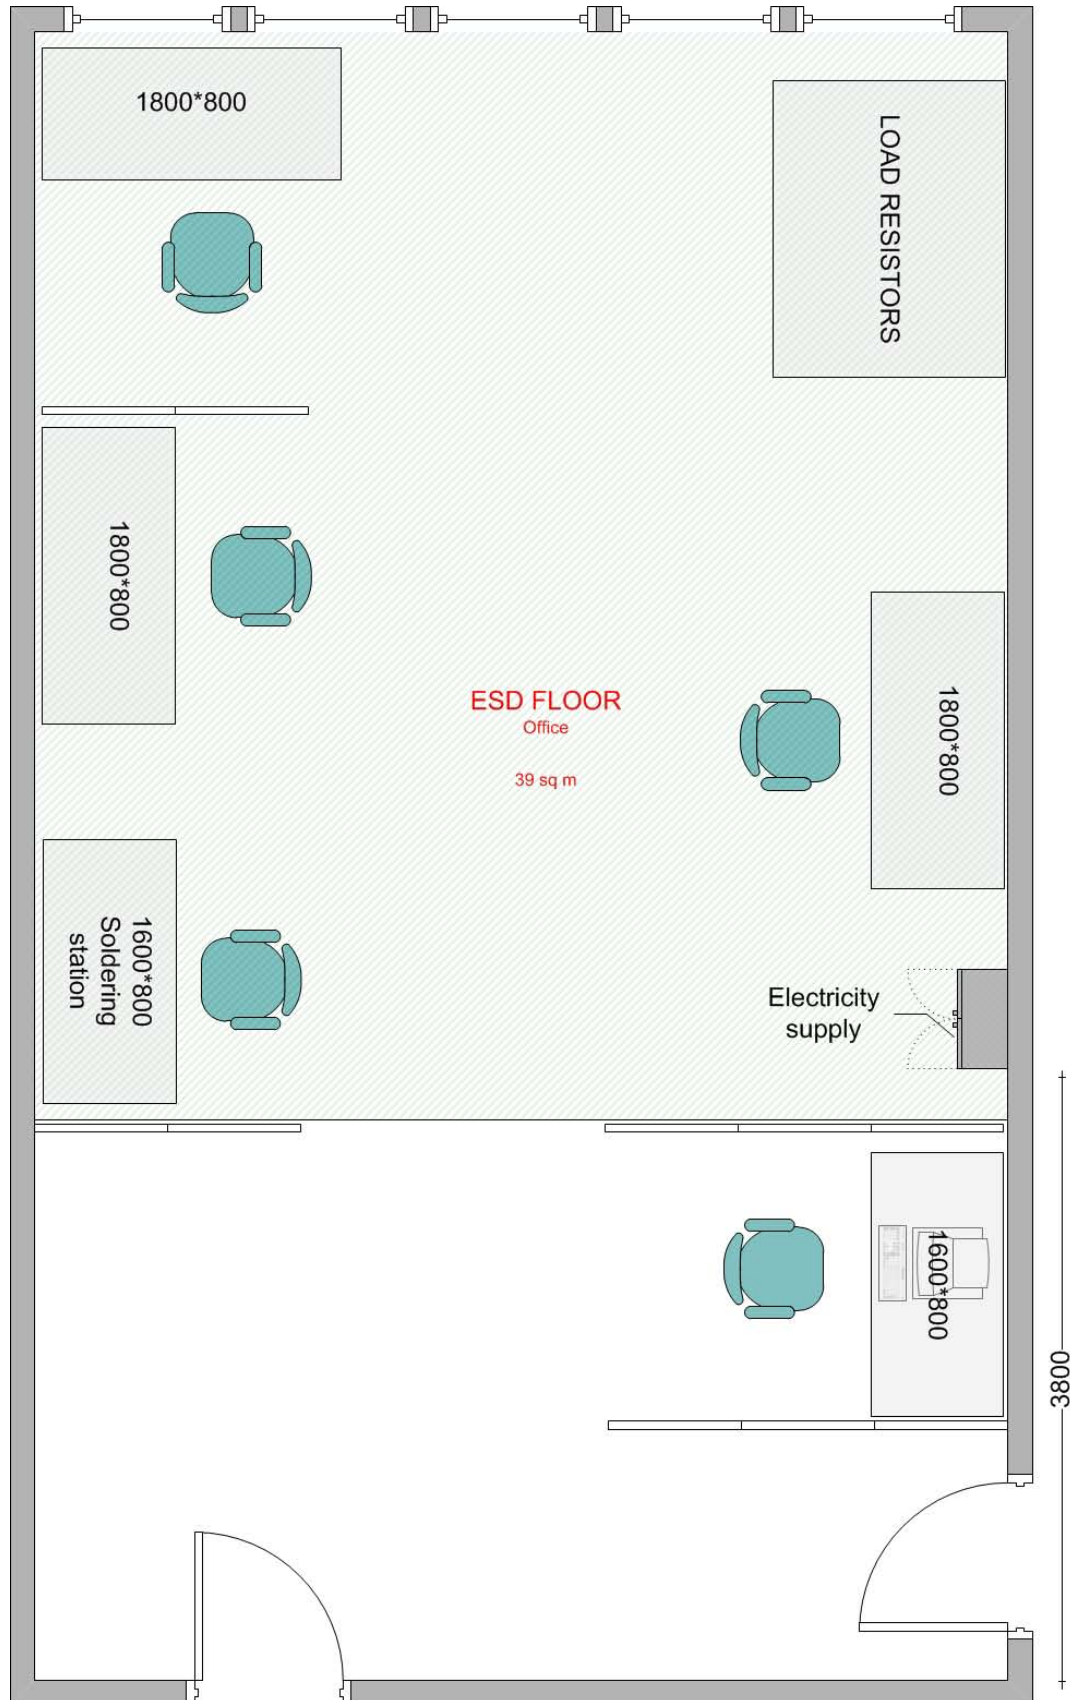 1800*800
LOAD RESISTORS
1800*800
ESD FLOOR
Office
39 sq m
1800*800
1600*800
Soldering
station
Electricity
supply
1600*800
3800